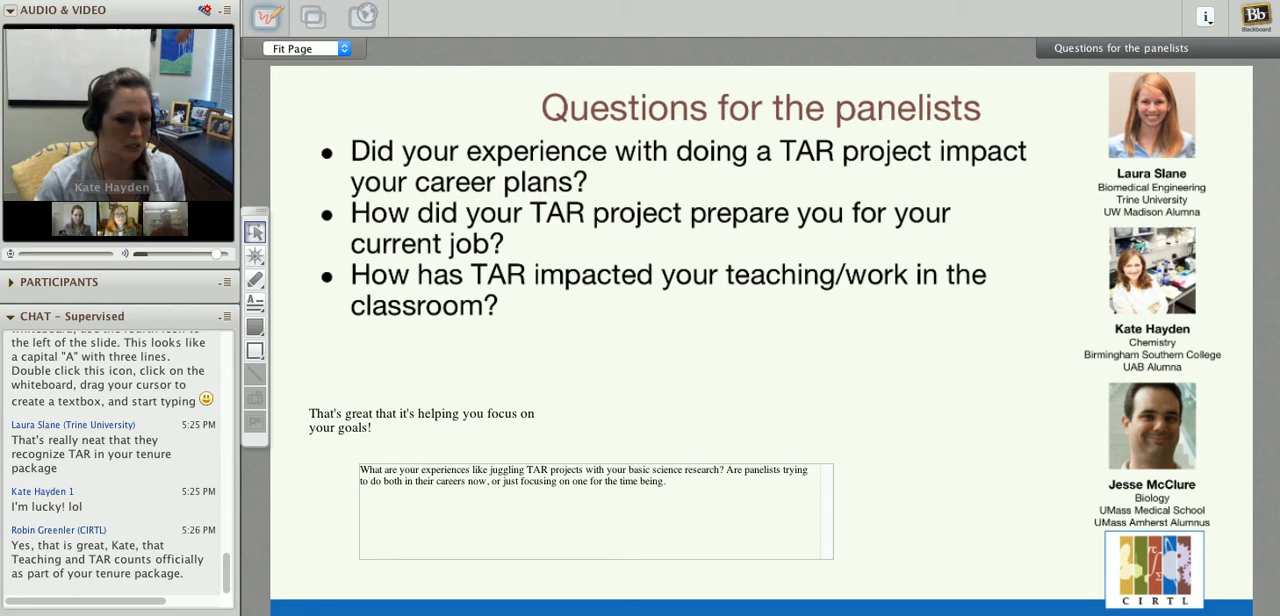 AUDIO & VIDEO
Kate Hayden 1
PARTICIPANTS
CHAT - Supervised
whiteboard, use the fourth icon to
the left of the slide. This looks like
a capital "A" with three lines.
Double click this icon, click on the
whiteboard, drag your cursor to
create a textbox, and start typing
Laura Slane (Trine University) 5:25 PM
That's really neat that they
recognize TAR in your tenure
package
Kate Hayden 1 5:25 PM
I'm lucky! lol
Robin Greenler (CIRTL) 5:26 PM
Yes, that is great, Kate, that
Teaching and TAR counts officially
as part of your tenure package.
Fit Page
Questions for the panelists
i
Bb
Blackboard
Questions for the panelists
• Did your experience with doing a TAR project impact
your career plans?
• How did your TAR project prepare you for your
current job?
• How has TAR impacted your teaching/work in the
classroom?
That's great that it's helping you focus on
your goals!
What are your experiences like juggling TAR projects with your basic science research? Are panelists trying
to do both in their careers now, or just focusing on one for the time being.
Laura Slane
Biomedical Engineering
Trine University
UW Madison Alumna
Kate Hayden
Chemistry
Birmingham Southern College
UAB Alumna
Jesse McClure
Biology
UMass Medical School
UMass Amherst Alumnus
CIRTL